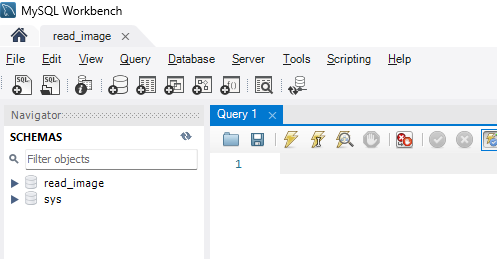 MySQL Workbench
read_image
File Edit View Query Database Server Tools Scripting Help
SQL SQL
Navigator
SCHEMAS
Filter objects
read_image
sys
Query 1
1